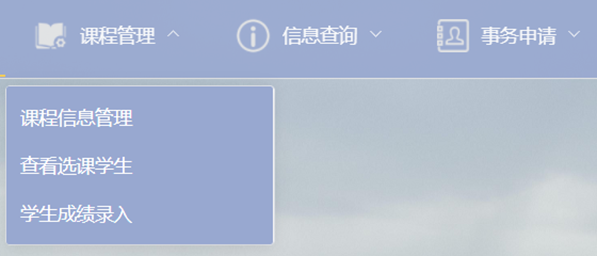 课程管理 信息查询 事务申请
课程信息管理
查看选课学生
学生成绩录入